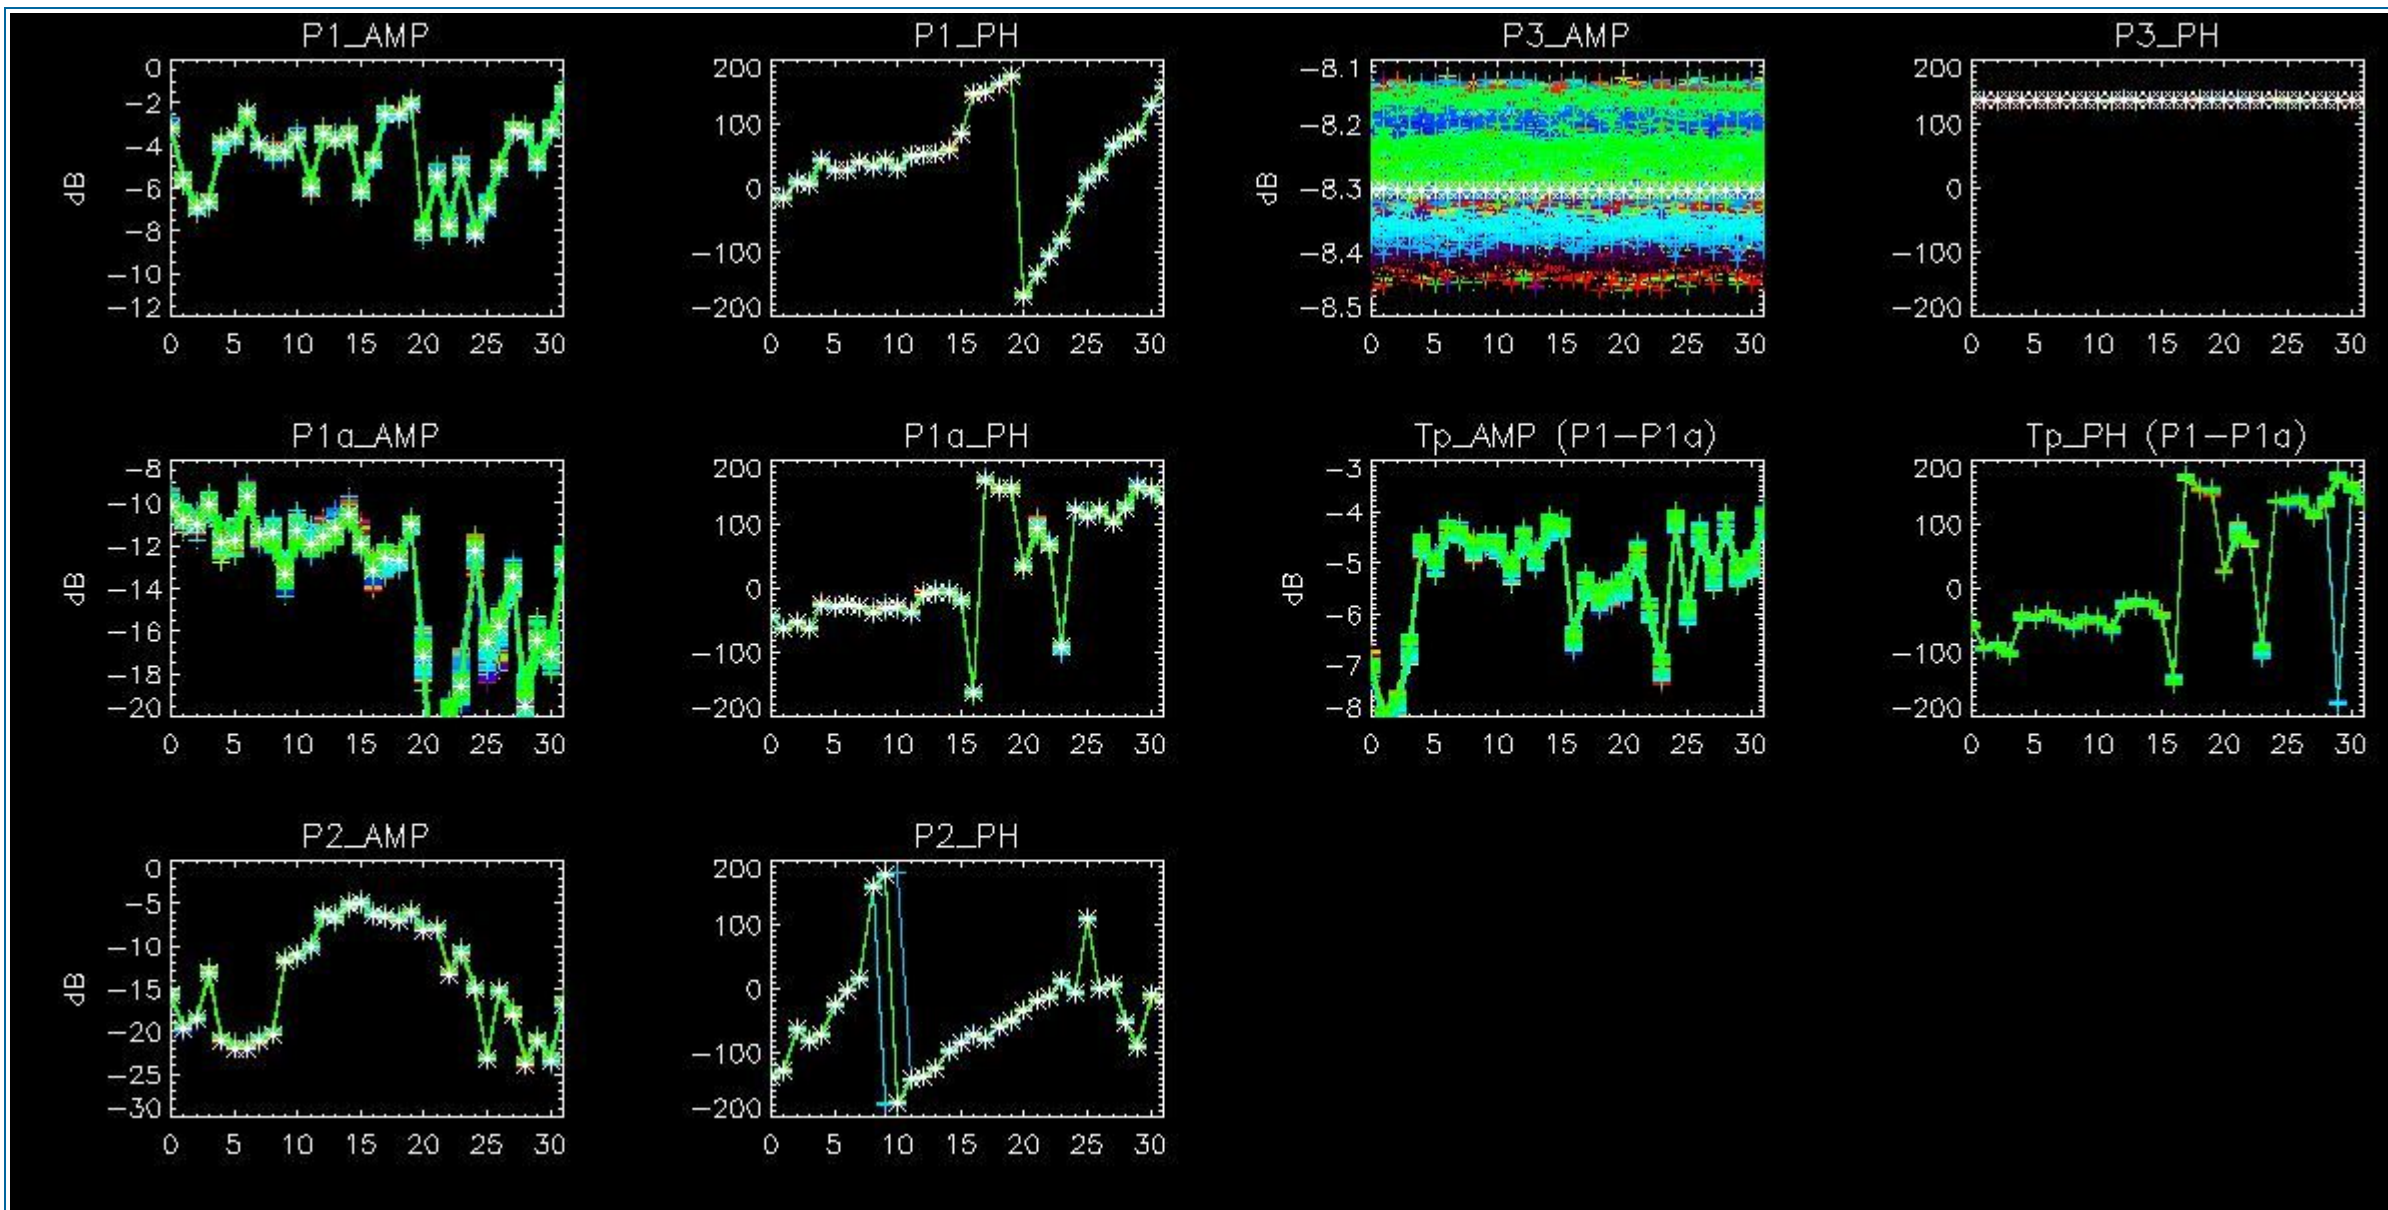 P1_AMP
P1_PH
P3_AMP
P3_PH
0
−2
−4
−6
−8
−10
−12
dB
0 5 10 15 20 25 30
200
100
0
−100
−200
0 5 10 15 20 25 30
−8.1
−8.2
−8.3
−8.4
−8.5
dB
0 5 10 15 20 25 30
200
100
0
−100
−200
0 5 10 15 20 25 30
P1a_AMP
P1a_PH
Tp_AMP (P1−P1a)
Tp_PH (P1−P1a)
−8
−10
−12
−14
−16
−18
−20
dB
0 5 10 15 20 25 30
200
100
0
−100
−200
0 5 10 15 20 25 30
−3
−4
−5
−6
−7
−8
dB
0 5 10 15 20 25 30
200
100
0
−100
−200
0 5 10 15 20 25 30
P2_AMP
P2_PH
0
−5
−10
−15
−20
−25
−30
dB
0 5 10 15 20 25 30
200
100
0
−100
−200
0 5 10 15 20 25 30